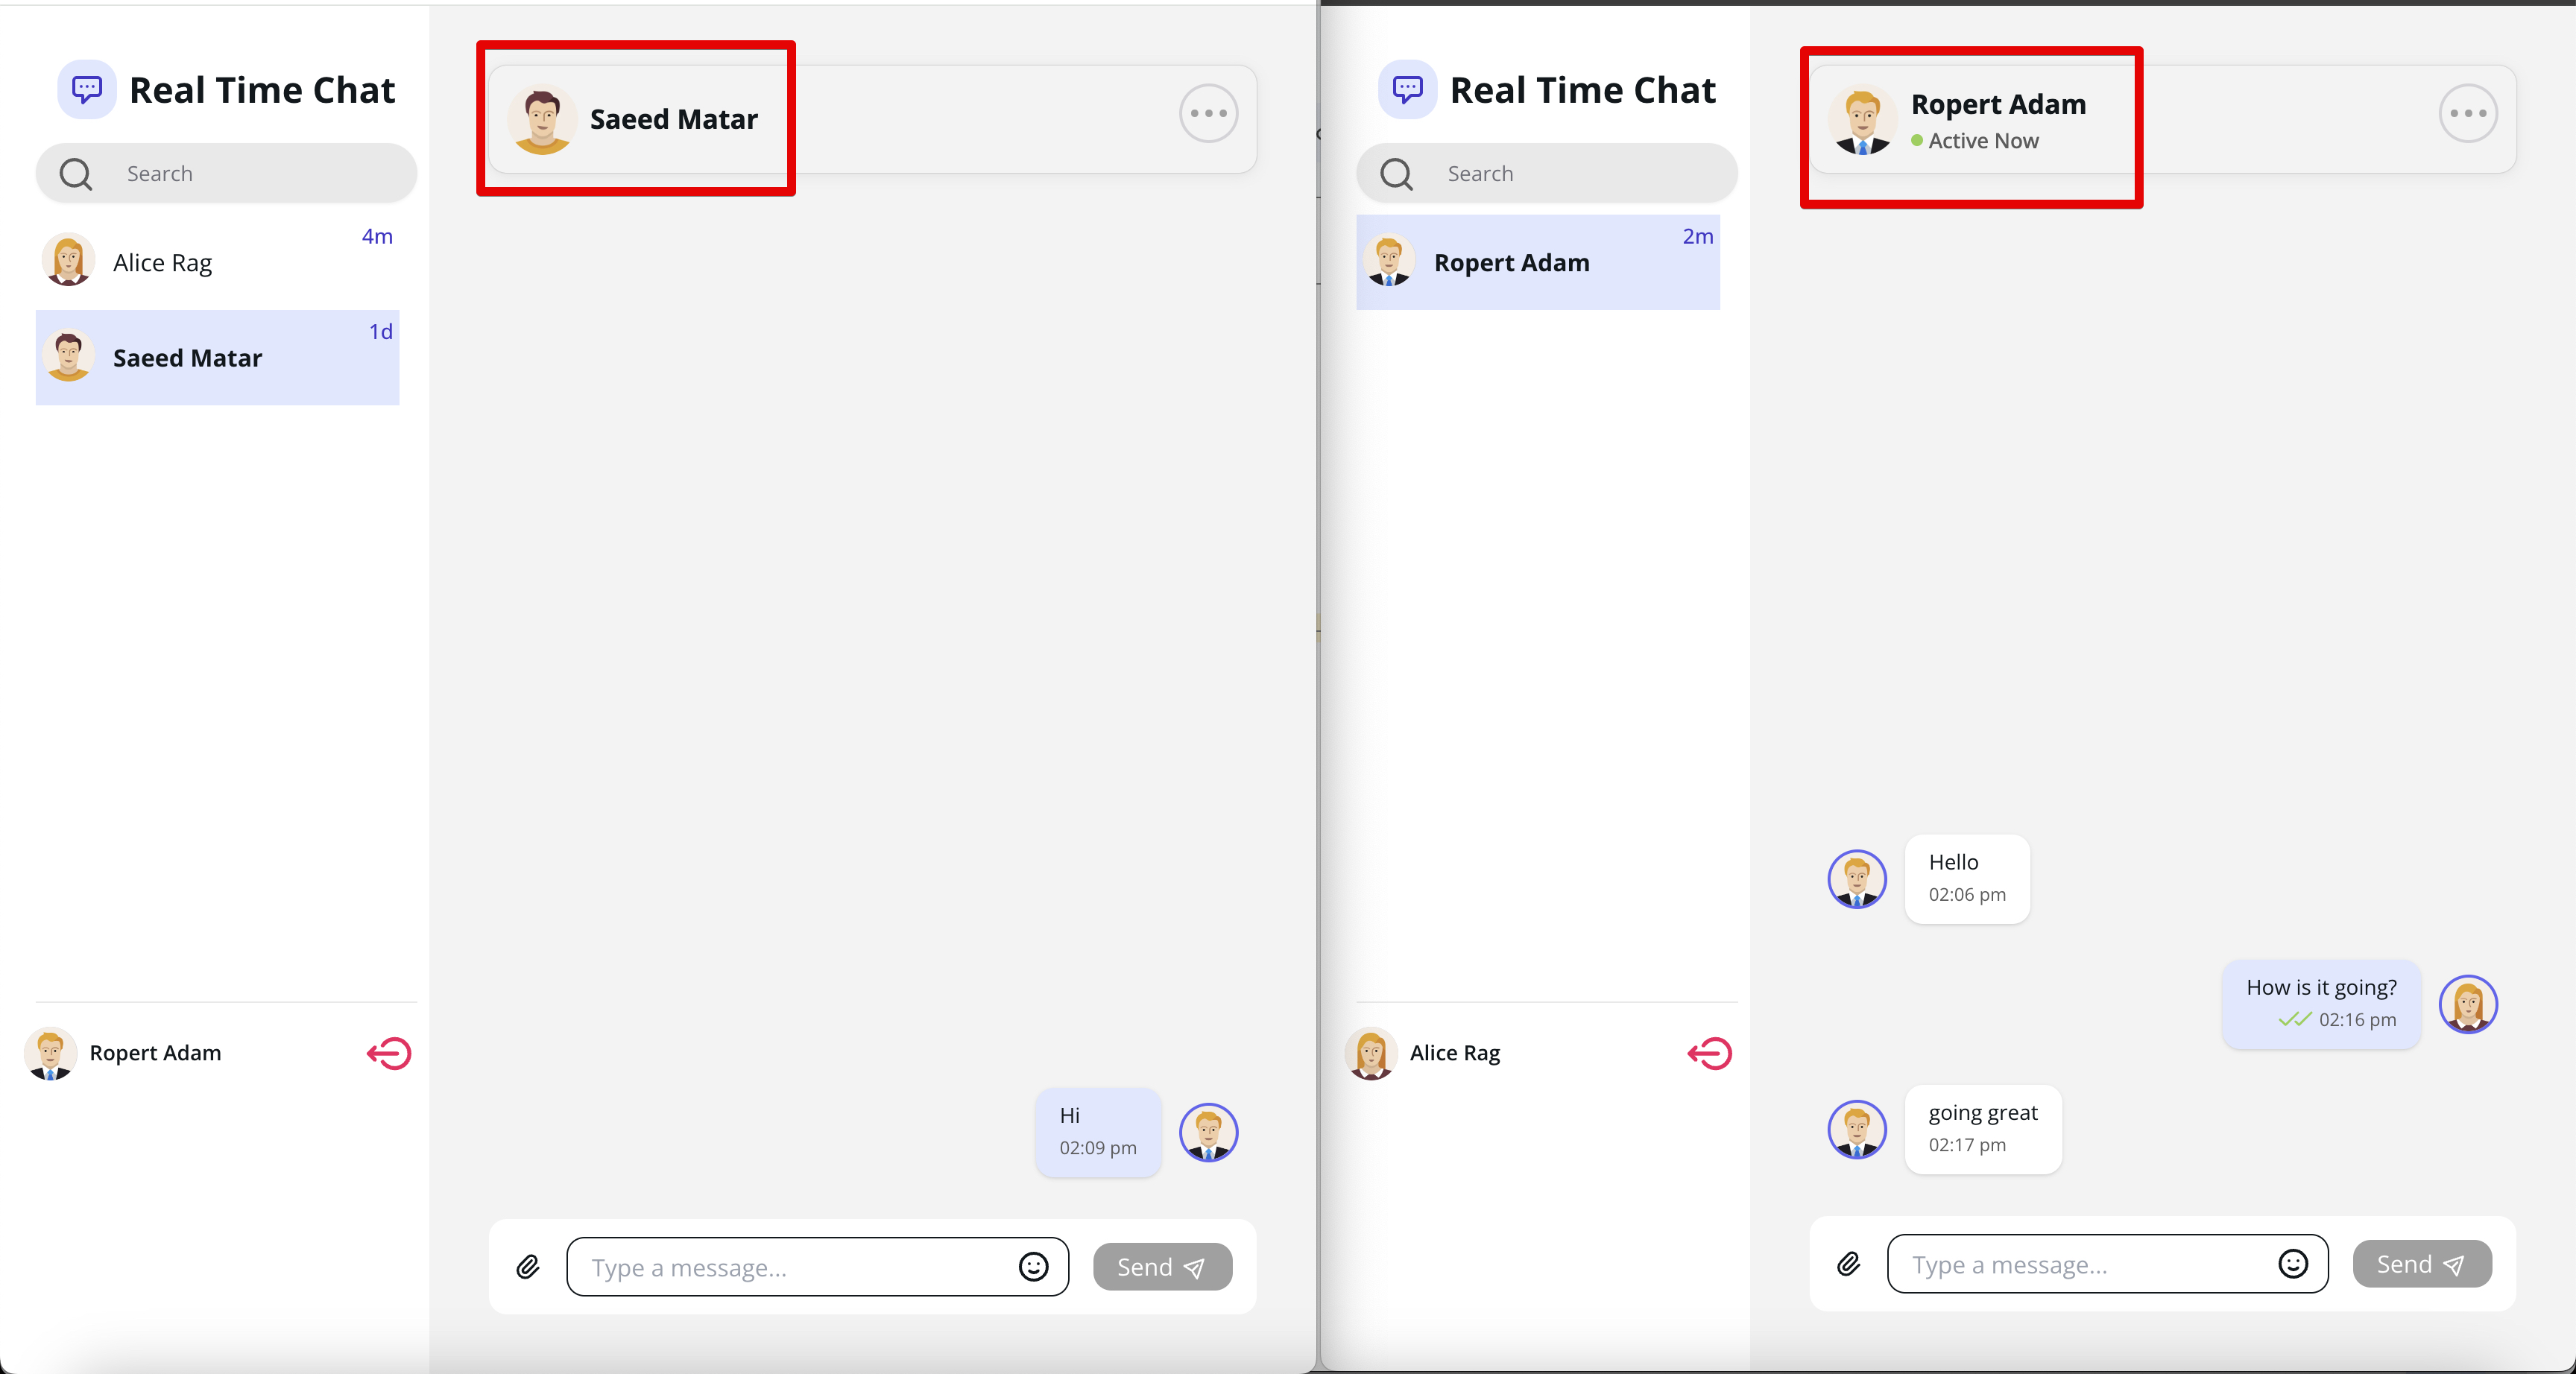 Real Time Chat
Search
Alice Rag
4m
Saeed Matar
1d
Ropert Adam
Saeed Matar
Hi
02:09 pm
Type a message...
Send
Real Time Chat
Search
Ropert Adam
2m
Alice Rag
Ropert Adam
Active Now
Hello
02:06 pm
How is it going?
02:16 pm
going great
02:17 pm
Type a message...
Send